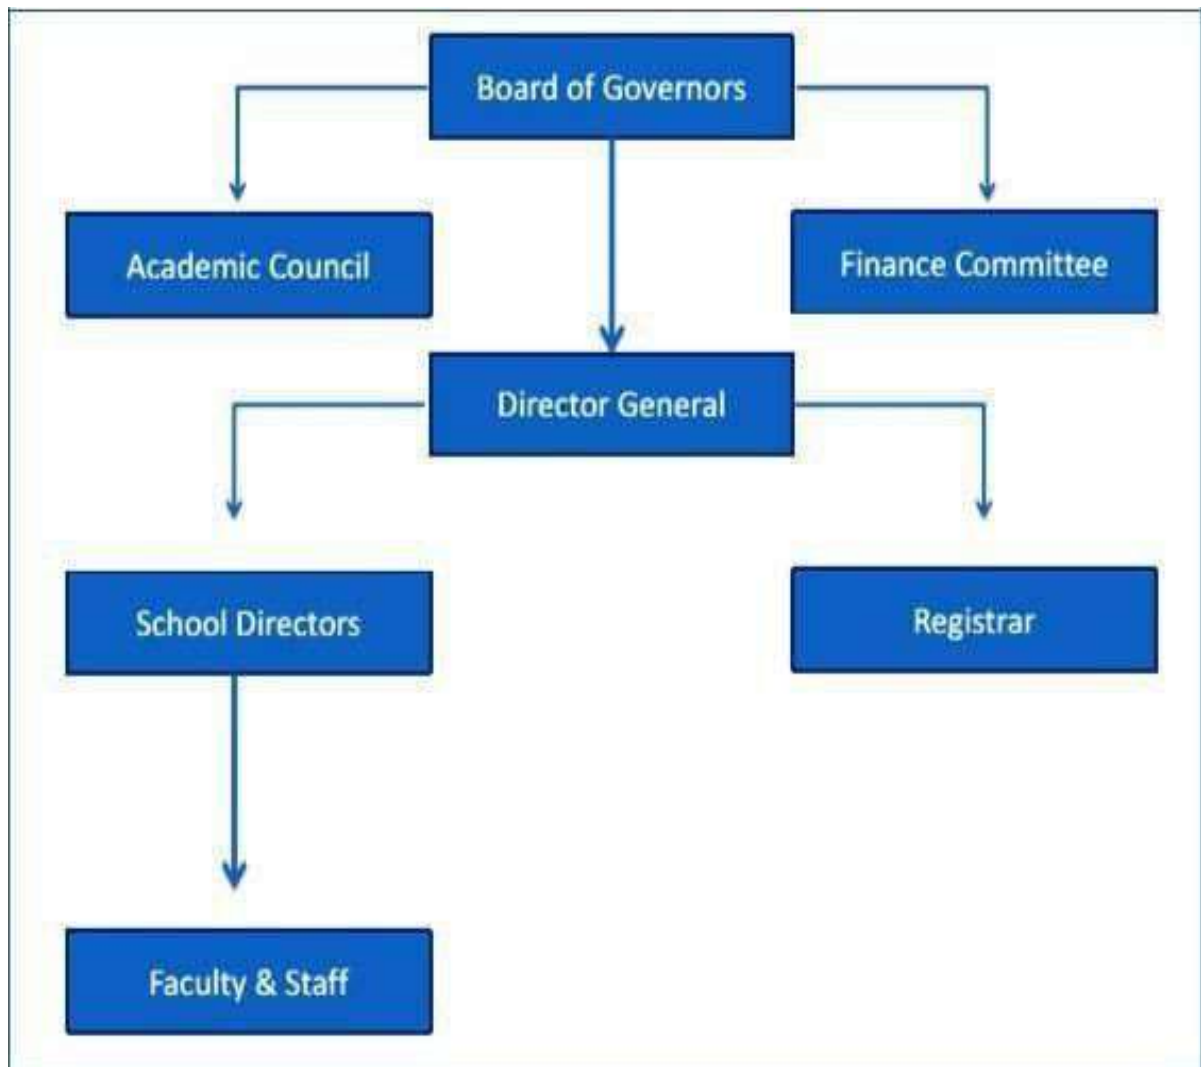 Board of Governors
Academic Council
Finance Committee
Director General
School Directors
Registrar
Faculty & Staff